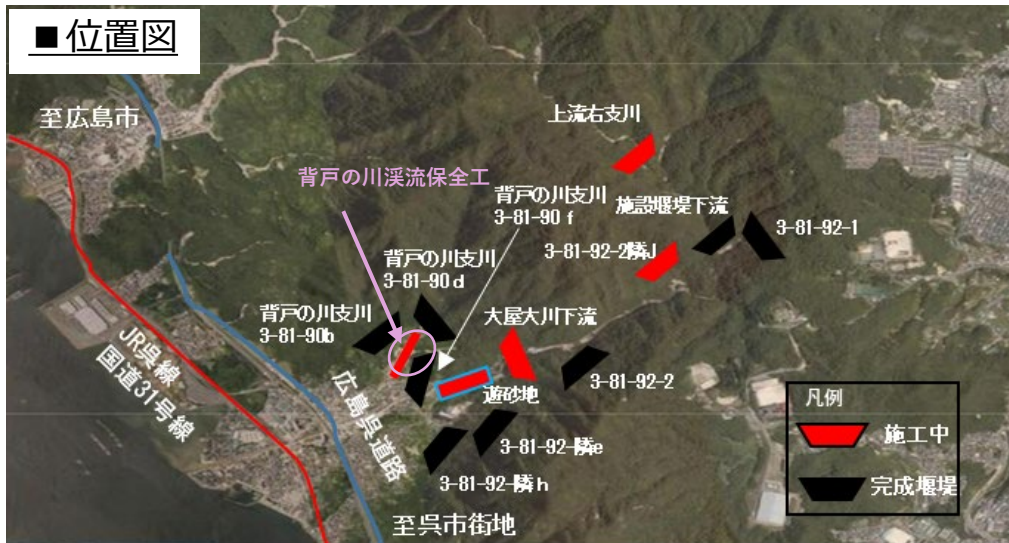 ■位置図
至広島市
上流右支川
背戸の川渓流保全工
背戸の川支川
3-81-90 f
施設堰堤下流
3-81-92-1
3-81-92-2隣J
背戸の川支川
3-81-90 d
背戸の川支川
3-81-90b
大屋大川下流
3-81-92-2
遊砂地
JR呉線
国道31号線
広島呉道路
3-81-92-隣e
3-81-92-隣h
至呉市街地
凡例
施工中
完成堰堤